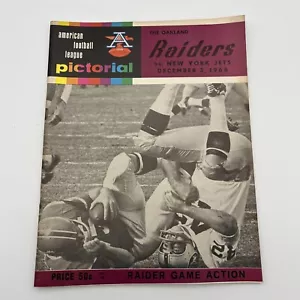 american
football
league
pictorial
A
THE OAKLAND
Raiders
vs NEW YORK JETS
DECEMBER
PRICE 50¢
RAIDER GAME ACTION